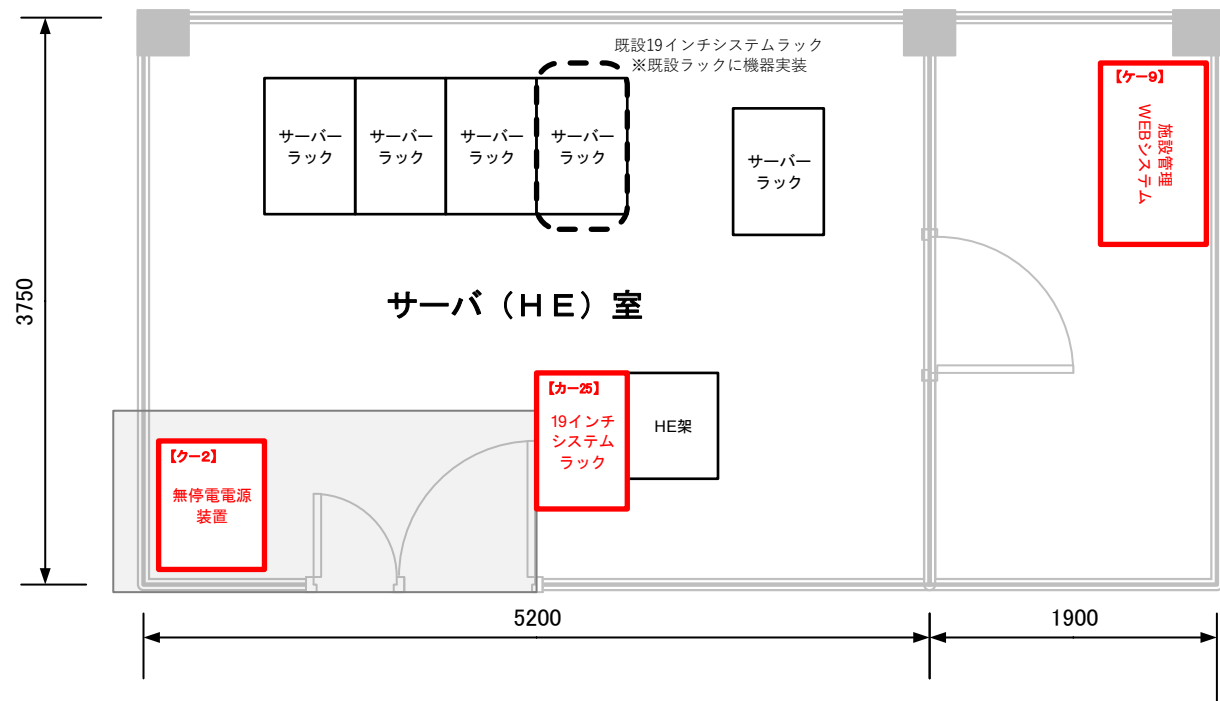 既設19インチシステムラック
※既設ラックに機器実装
【ケー9】
施設管理
WEBシステム
サーバー
ラック
サーバー
ラック
サーバー
ラック
サーバー
ラック
サーバー
ラック
3750
サーバ（HE）室
【カー25】
19インチ
システム
ラック
HE架
【クー2】
無停電電源
装置
5200
1900